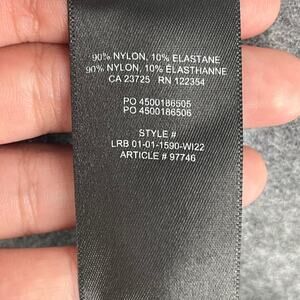 90% NYLON, 10% ELASTANE
90% NYLON, 10% ÉLASTHANNE
CA 23725 RN 122354
PO 4500186505
PO 4500186506
STYLE #
LRB 01-01-1590-WI22
ARTICLE # 97746